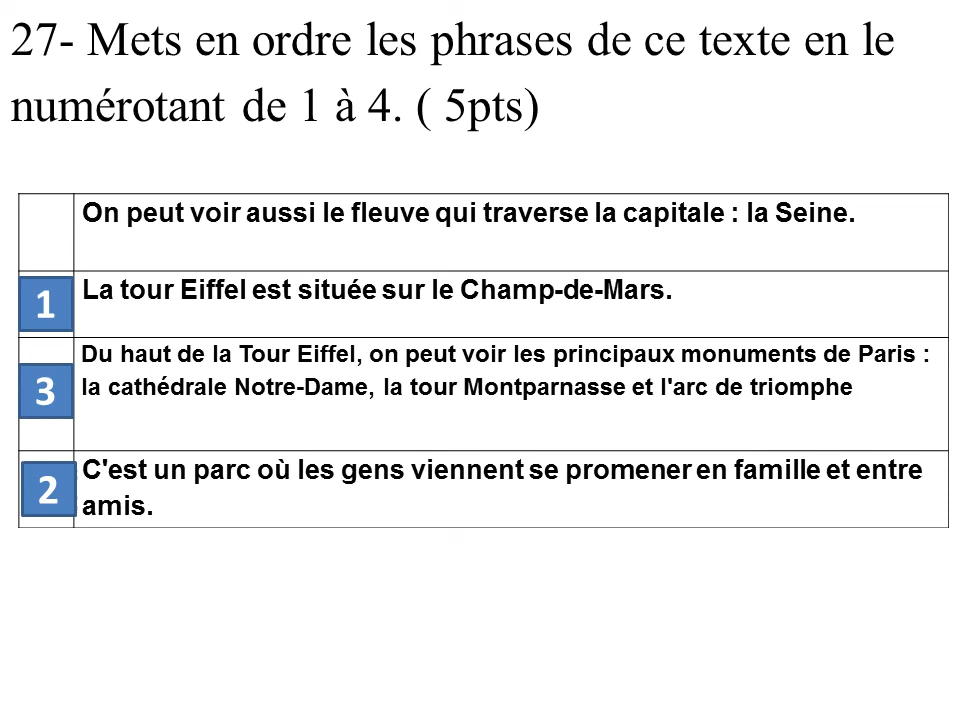 27- Mets en ordre les phrases de ce texte en le
numérotant de 1 à 4. ( 5pts)
On peut voir aussi le fleuve qui traverse la capitale : la Seine.
1
La tour Eiffel est située sur le Champ-de-Mars.
3
Du haut de la Tour Eiffel, on peut voir les principaux monuments de Paris :
la cathédrale Notre-Dame, la tour Montparnasse et l'arc de triomphe
2
C'est un parc où les gens viennent se promener en famille et entre
amis.